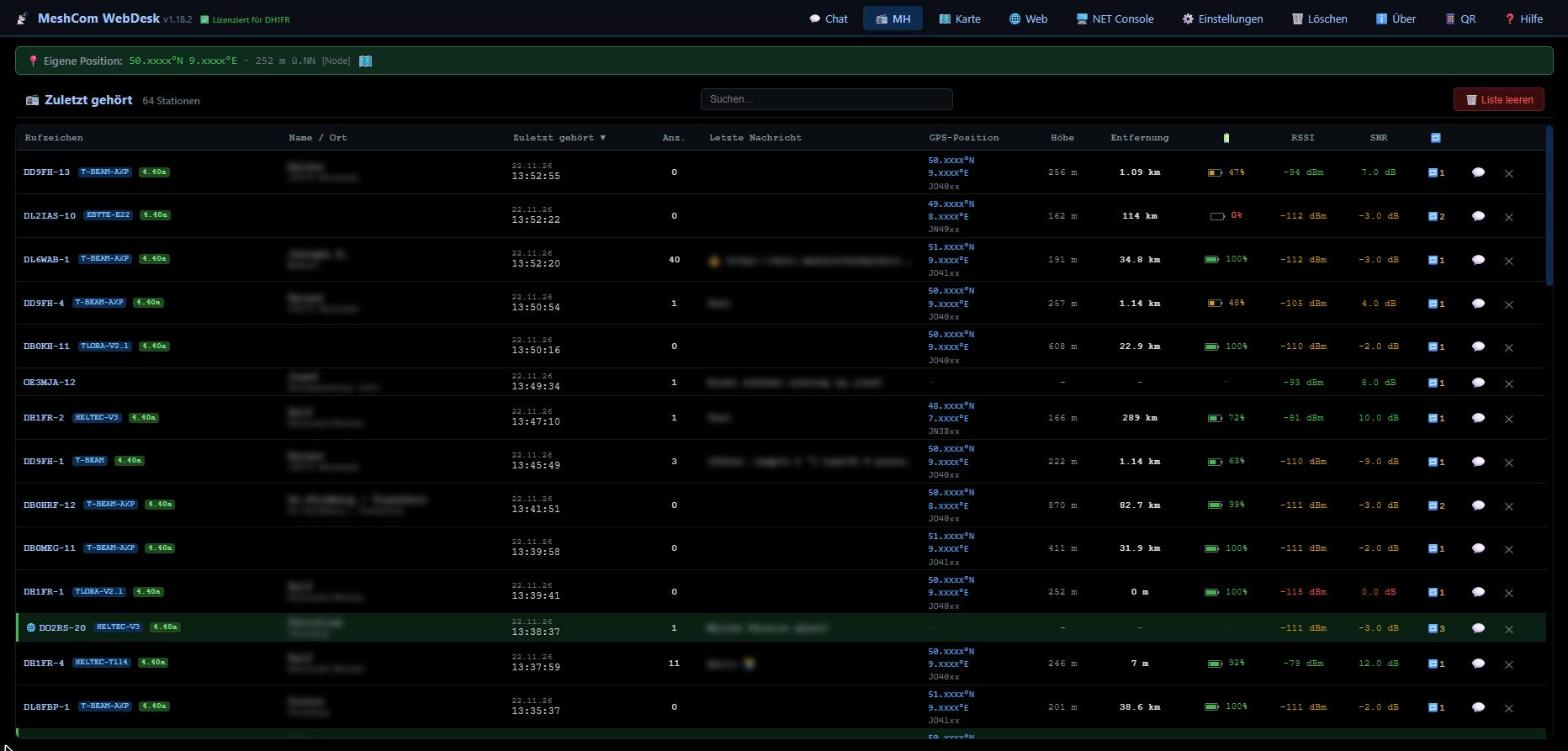 MeshCom WebDesk v1.18.2 Lizenziert für DH1FR Chat MH Karte Web NET Console Einstellungen Löschen Über QR Hilfe
Eigene Position: 50.xxxx°N 9.xxxx°E · 252 m ü.NN [Node]
Zuletzt gehört 64 Stationen Suchen... Liste leeren
Rufzeichen Name / Ort Zuletzt gehört ▼ Anz. Letzte Nachricht GPS-Position Höhe Entfernung RSSI SNR
22.11.26 50.xxxx°N
DD9FH-13 T-BEAM-AXP 4.40a 13:52:55 0 9.xxxx°E 256 m 1.09 km 47% -94 dBm 7.0 dB 1
JO40xx
22.11.26 49.xxxx°N
DL2IAS-10 EBYTE-E22 4.40a 13:52:22 0 8.xxxx°E 162 m 114 km 0% -112 dBm -3.0 dB 2
JN49xx
22.11.26 51.xxxx°N
DL6WAB-1 T-BEAM-AXP 4.40a 13:52:20 40 9.xxxx°E 191 m 34.8 km 100% -112 dBm -3.0 dB 1
JO41xx
22.11.26 50.xxxx°N
DD9FH-4 T-BEAM-AXP 4.40a 13:50:54 1 9.xxxx°E 257 m 1.14 km 48% -105 dBm 4.0 dB 1
JO40xx
22.11.26 50.xxxx°N
DB0KH-11 TLORA-V2.1 4.40a 13:50:16 0 9.xxxx°E 608 m 22.9 km 100% -110 dBm -2.0 dB 1
JO40xx
22.11.26
OE3MJA-12 13:49:34 1 – – – – -93 dBm 8.0 dB 1
22.11.26 48.xxxx°N
DH1FR-2 HELTEC-V3 4.40a 13:47:10 1 7.xxxx°E 166 m 289 km 72% -81 dBm 10.0 dB 1
JN38xx
22.11.26 50.xxxx°N
DD9FH-1 T-BEAM 4.40a 13:45:49 3 9.xxxx°E 222 m 1.14 km 63% -110 dBm -9.0 dB 1
JO40xx
22.11.26 50.xxxx°N
DB0HRF-12 T-BEAM-AXP 4.40a 13:41:51 0 8.xxxx°E 870 m 82.7 km 99% -111 dBm -3.0 dB 2
JO40xx
22.11.26 51.xxxx°N
DB0MEG-11 T-BEAM-AXP 4.40a 13:39:58 0 9.xxxx°E 411 m 31.9 km 100% -111 dBm -2.0 dB 1
JO41xx
22.11.26 50.xxxx°N
DH1FR-1 TLORA-V2.1 4.40a 13:39:41 0 9.xxxx°E 252 m 0 m 100% -115 dBm 0.0 dB 1
JO40xx
22.11.26
DO2RS-20 HELTEC-V3 4.40a 13:38:37 1 – – – – -111 dBm -3.0 dB 3
22.11.26 50.xxxx°N
DH1FR-4 HELTEC-T114 4.40a 13:37:59 11 9.xxxx°E 246 m 7 m 92% -79 dBm 12.0 dB 1
JO40xx
22.11.26 51.xxxx°N
DL8FBP-1 T-BEAM-AXP 4.40a 13:35:37 0 9.xxxx°E 201 m 38.6 km 100% -111 dBm -2.0 dB 1
JO41xx
50.xxxx°N